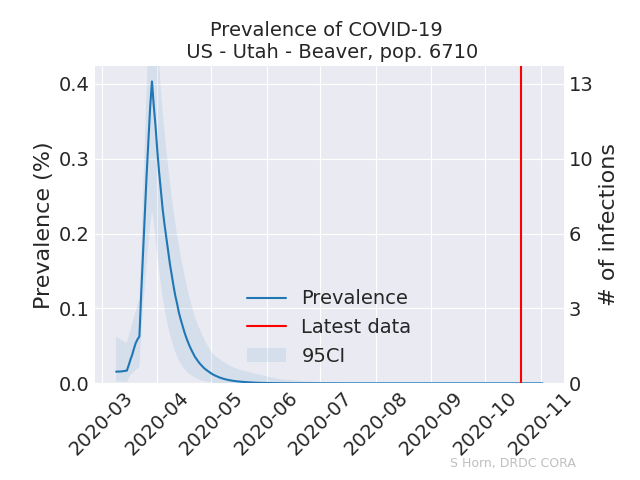 Prevalence of COVID-19
US - Utah - Beaver, pop. 6710
Prevalence (%)
0.4
0.3
0.2
0.1
0.0
13
10
6
3
0
# of infections
Prevalence
Latest data
95CI
2020-03
2020-04
2020-05
2020-06
2020-07
2020-08
2020-09
2020-10
2020-11
S Horn, DRDC CORA